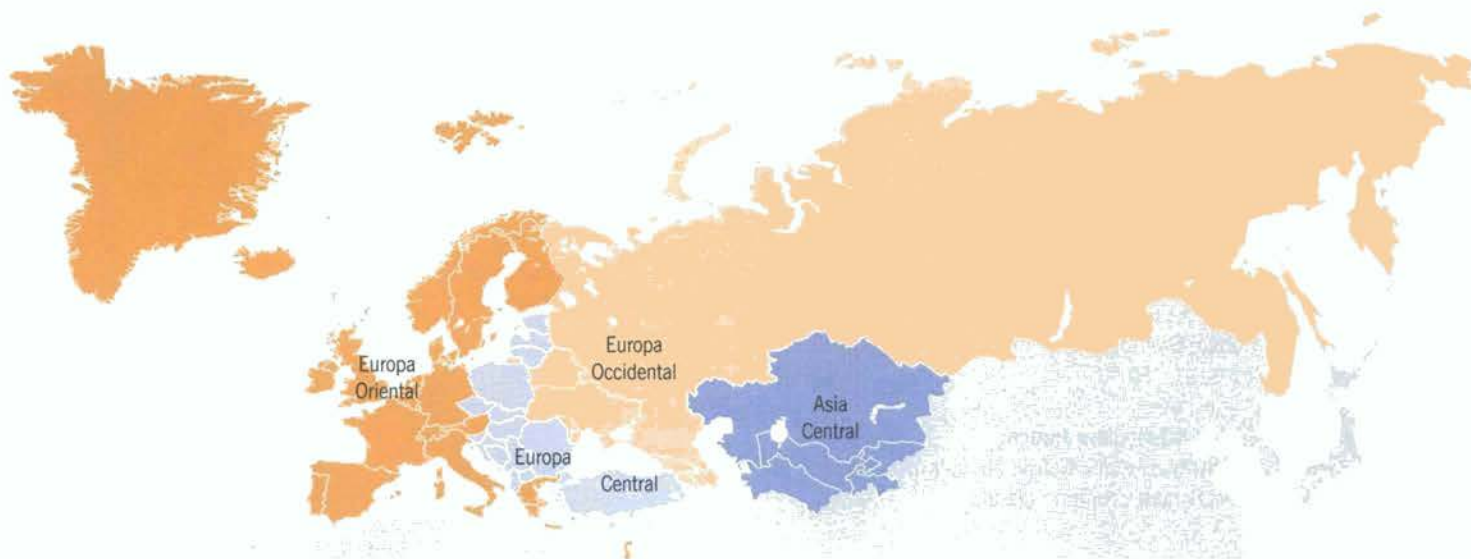 Europa
Oriental
Europa
Occidental
Asia
Central
Europa
Central